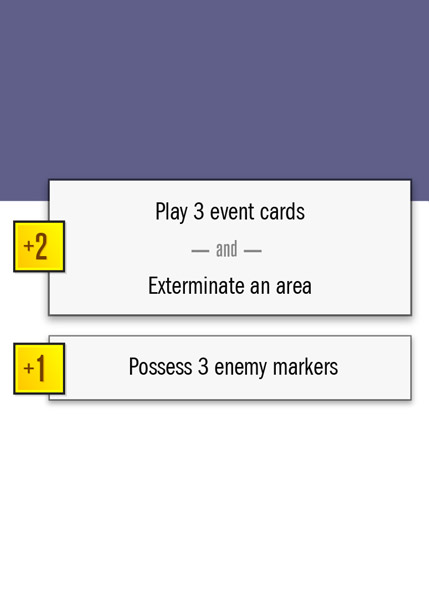 Play 3 event cards
+2
— and —
Exterminate an area
+1
Possess 3 enemy markers